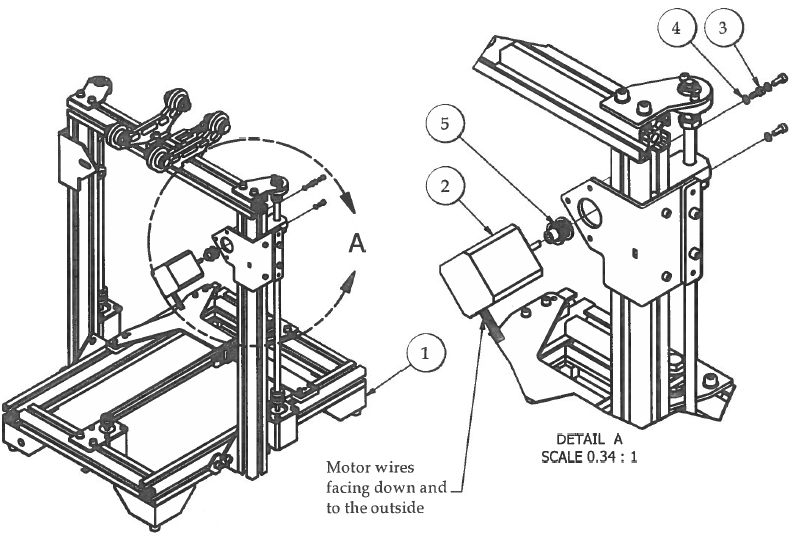 4
3
5
2
A
1
DETAIL A
SCALE 0.34 : 1
Motor wires
facing down and
to the outside